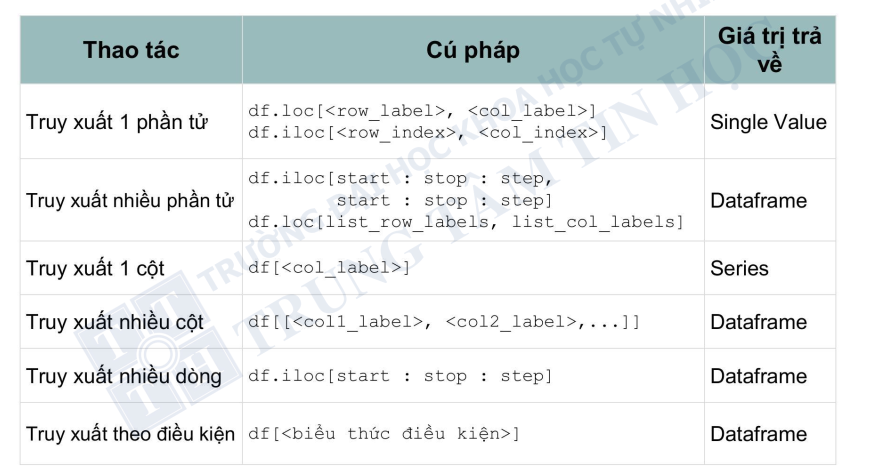 Thao tác
Cú pháp
Giá trị trả
về
Truy xuất 1 phần tử
df.loc[<row_label>, <col_label>]
df.iloc[<row_index>, <col_index>]
Single Value
Truy xuất nhiều phần tử
df.iloc[start : stop : step,
start : stop : step]
df.loc[list_row_labels, list_col_labels]
Dataframe
Truy xuất 1 cột
df[<col_label>]
Series
Truy xuất nhiều cột
df[[<col1_label>, <col2_label>,...]]
Dataframe
Truy xuất nhiều dòng
df.iloc[start : stop : step]
Dataframe
Truy xuất theo điều kiện
df[<biểu thức điều kiện>]
Dataframe
TRƯỜNG ĐẠI HỌC KHOA HỌC TỰ
TRUNG TÂM TIN HỌC